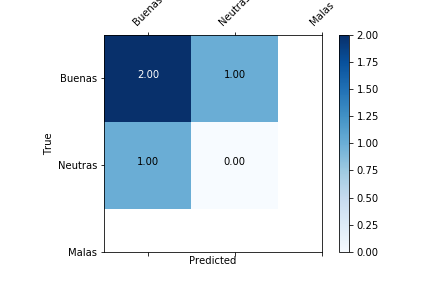 Buenas Neutras Malas
2.00
Buenas 2.00 1.00 1.75
1.50
1.25
True
1.00
Neutras 1.00 0.00 0.75
0.50
0.25
Malas 0.00
Predicted